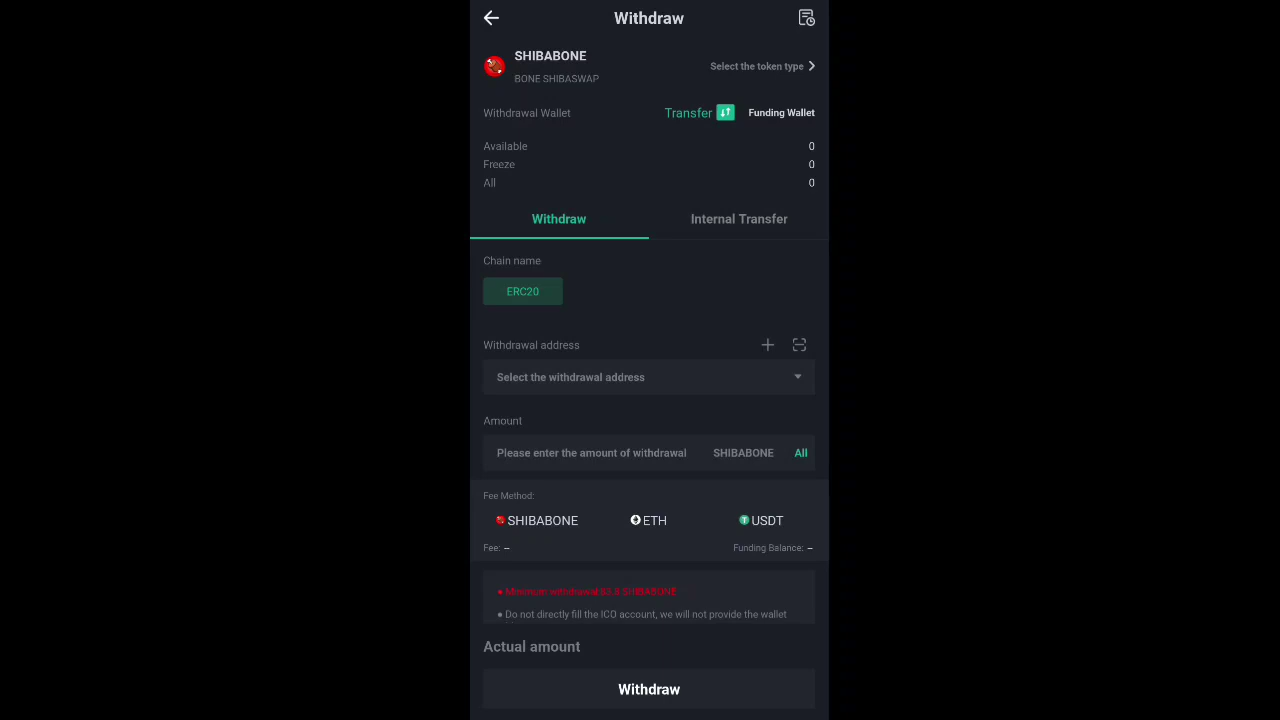 Withdraw
SHIBABONE
BONE SHIBASWAP
Select the token type
Withdrawal Wallet
Transfer
Funding Wallet
Available 0
Freeze 0
All 0
Withdraw
Internal Transfer
Chain name
ERC20
Withdrawal address
Select the withdrawal address
Amount
Please enter the amount of withdrawal SHIBABONE All
Fee Method:
SHIBABONE ETH USDT
Fee: – Funding Balance: –
• Minimum withdrawal SHIBABONE
• Do not directly fill the ICO account, we will not provide the wallet
Actual amount
Withdraw